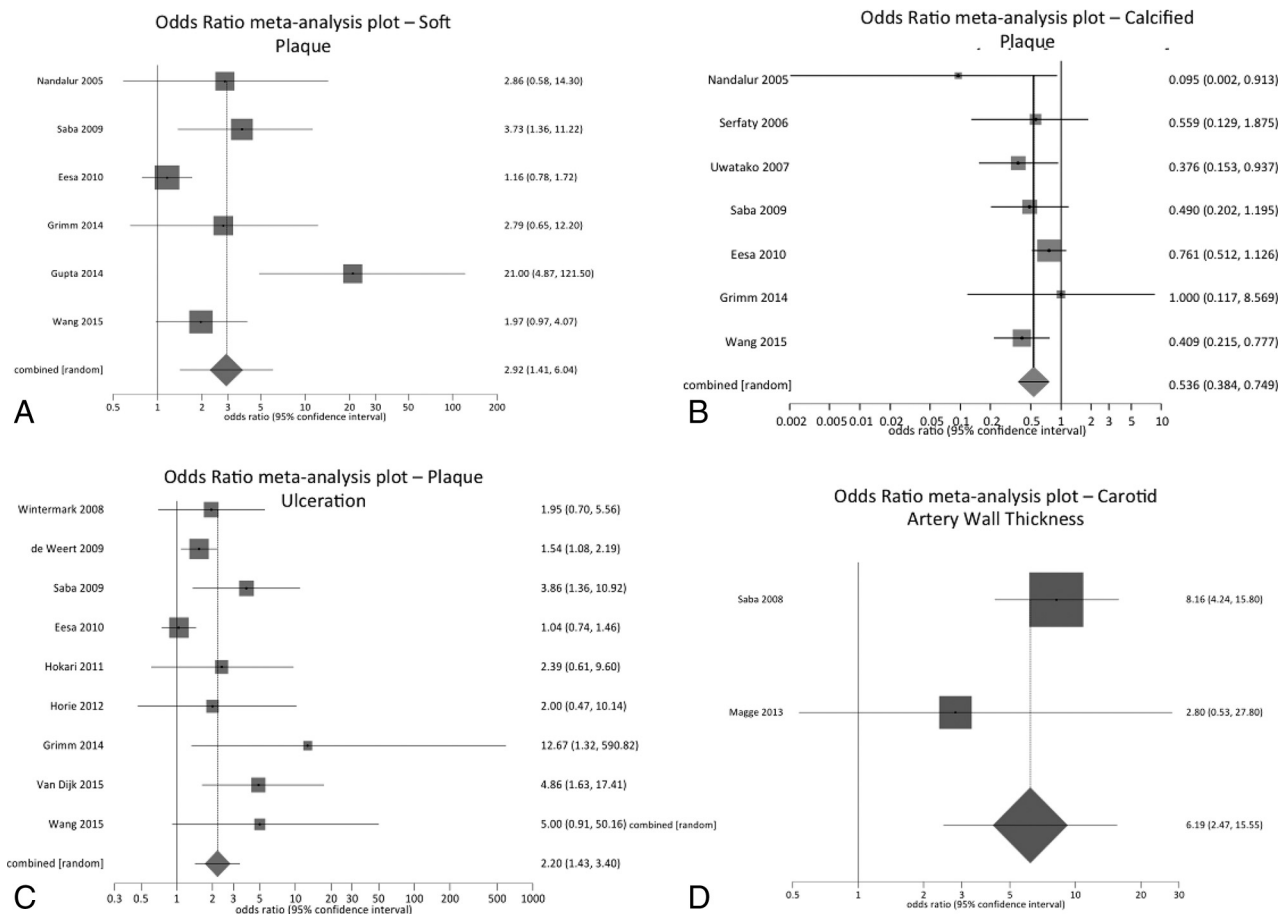 Odds Ratio meta-analysis plot – Soft
Plaque
Nandalur 2005 2.86 (0.58, 14.30)
Saba 2009 3.73 (1.36, 11.22)
Eesa 2010 1.16 (0.78, 1.72)
Grimm 2014 2.79 (0.65, 12.20)
Gupta 2014 21.00 (4.87, 121.50)
Wang 2015 1.97 (0.97, 4.07)
combined [random] 2.92 (1.41, 6.04)
0.5 1 2 3 5 10 20 50 100 200
odds ratio (95% confidence interval)
A
Odds Ratio meta-analysis plot – Calcified
Plaque
Nandalur 2005 0.095 (0.002, 0.913)
Serfaty 2006 0.559 (0.129, 1.875)
Uwatako 2007 0.376 (0.153, 0.937)
Saba 2009 0.490 (0.202, 1.195)
Eesa 2010 0.761 (0.512, 1.126)
Grimm 2014 1.000 (0.117, 8.569)
Wang 2015 0.409 (0.215, 0.777)
combined [random] 0.536 (0.384, 0.749)
0.002 0.005 0.01 0.02 0.05 0.1 0.2 0.5 1 2 3 5 10
odds ratio (95% confidence interval)
B
Odds Ratio meta-analysis plot – Plaque
Ulceration
Wintermark 2008 1.95 (0.70, 5.56)
de Weert 2009 1.54 (1.08, 2.19)
Saba 2009 3.86 (1.36, 10.92)
Eesa 2010 1.04 (0.74, 1.46)
Hokari 2011 2.39 (0.61, 9.60)
Horie 2012 2.00 (0.47, 10.14)
Grimm 2014 12.67 (1.32, 590.82)
Van Dijk 2015 4.86 (1.63, 17.41)
Wang 2015 5.00 (0.91, 50.16)
combined [random] 2.20 (1.43, 3.40)
0.3 0.5 1 2 3 5 10 20 30 50 100 200 500 1000
odds ratio (95% confidence interval)
C
Odds Ratio meta-analysis plot – Carotid
Artery Wall Thickness
Saba 2008 8.16 (4.24, 15.80)
Magge 2013 2.80 (0.53, 27.80)
combined [random] 6.19 (2.47, 15.55)
0.5 1 2 3 5 10 20 30
odds ratio (95% confidence interval)
D